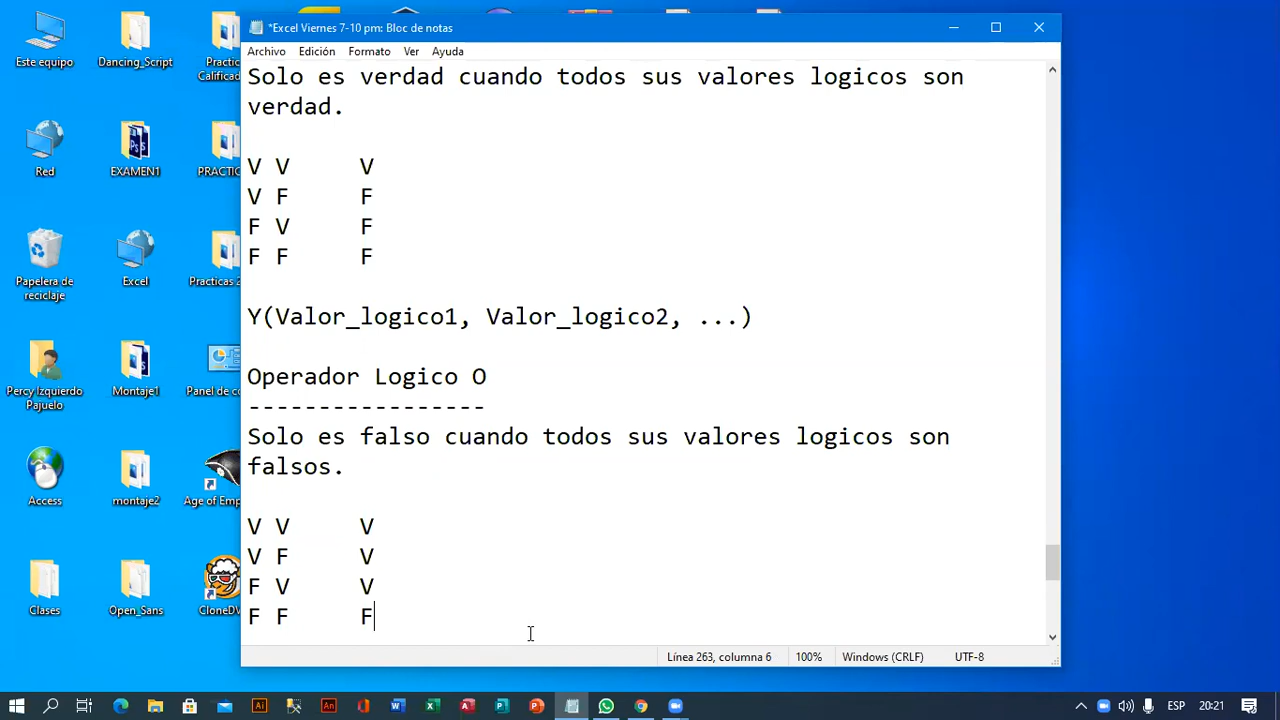 *Excel Viernes 7-10 pm: Bloc de notas
Archivo Edición Formato Ver Ayuda
Solo es verdad cuando todos sus valores logicos son
verdad.
V V V
V F F
F V F
F F F
Y(Valor_logico1, Valor_logico2, ...)
Operador Logico O
-----------------
Solo es falso cuando todos sus valores logicos son
falsos.
V V V
V F V
F V V
F F F
Línea 263, columna 6 100% Windows (CRLF) UTF-8
Este equipo
Dancing_Script
Practic
Calificad
Red
EXAMEN1
PRACTIC
Papelera de
reciclaje
Excel
Practicas 2
Percy Izquierdo
Pajuelo
Montaje1
Panel de co
Access
montaje2
Age of Emp
Clases
Open_Sans
CloneDV
ESP 20:21